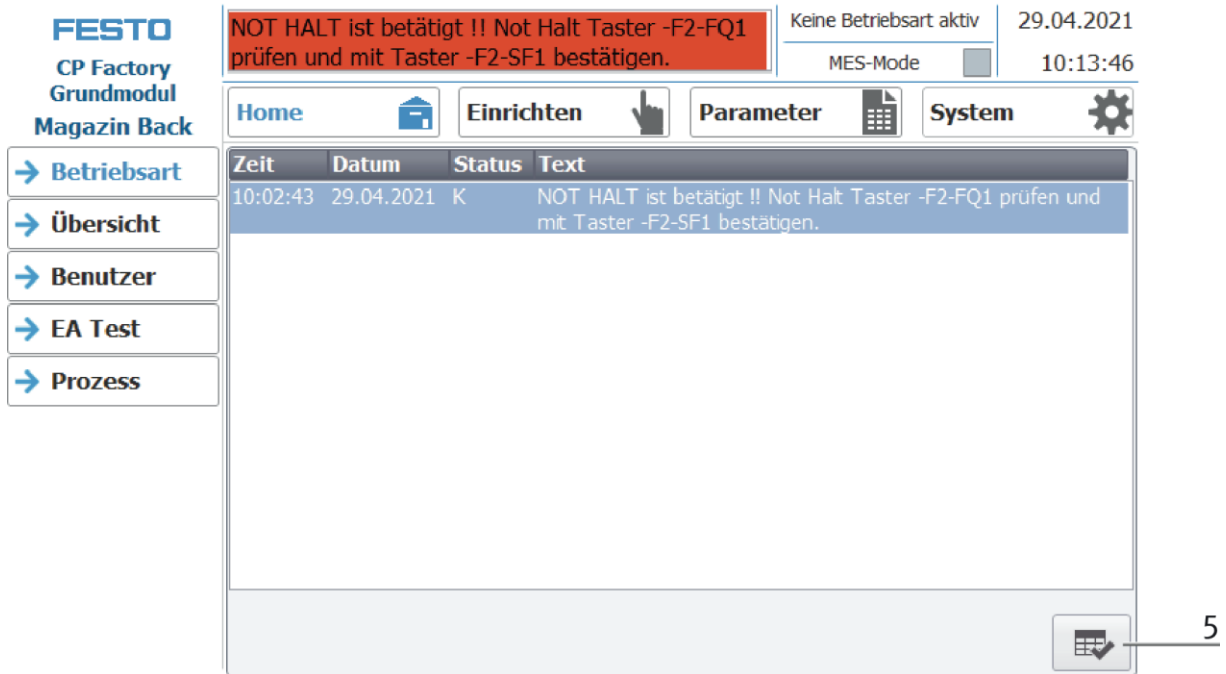 FESTO
CP Factory
Grundmodul
Magazin Back
NOT HALT ist betätigt !! Not Halt Taster -F2-FQ1
prüfen und mit Taster -F2-SF1 bestätigen.
Keine Betriebsart aktiv
MES-Mode
29.04.2021
10:13:46
Home
Einrichten
Parameter
System
Betriebsart
Übersicht
Benutzer
EA Test
Prozess
Zeit Datum Status Text
10:02:43 29.04.2021 K NOT HALT ist betätigt !! Not Halt Taster -F2-FQ1 prüfen und
mit Taster -F2-SF1 bestätigen.
5